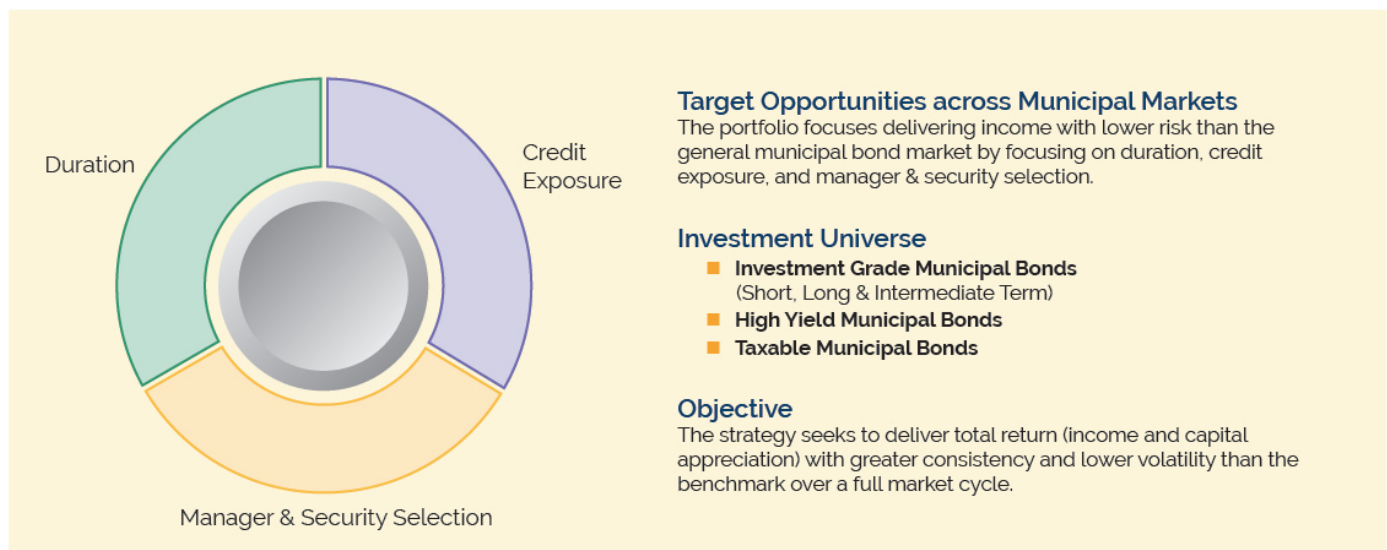 Duration
Credit
Exposure
Manager & Security Selection
Target Opportunities across Municipal Markets
The portfolio focuses delivering income with lower risk than the
general municipal bond market by focusing on duration, credit
exposure, and manager & security selection.
Investment Universe
Investment Grade Municipal Bonds
(Short, Long & Intermediate Term)
High Yield Municipal Bonds
Taxable Municipal Bonds
Objective
The strategy seeks to deliver total return (income and capital
appreciation) with greater consistency and lower volatility than the
benchmark over a full market cycle.